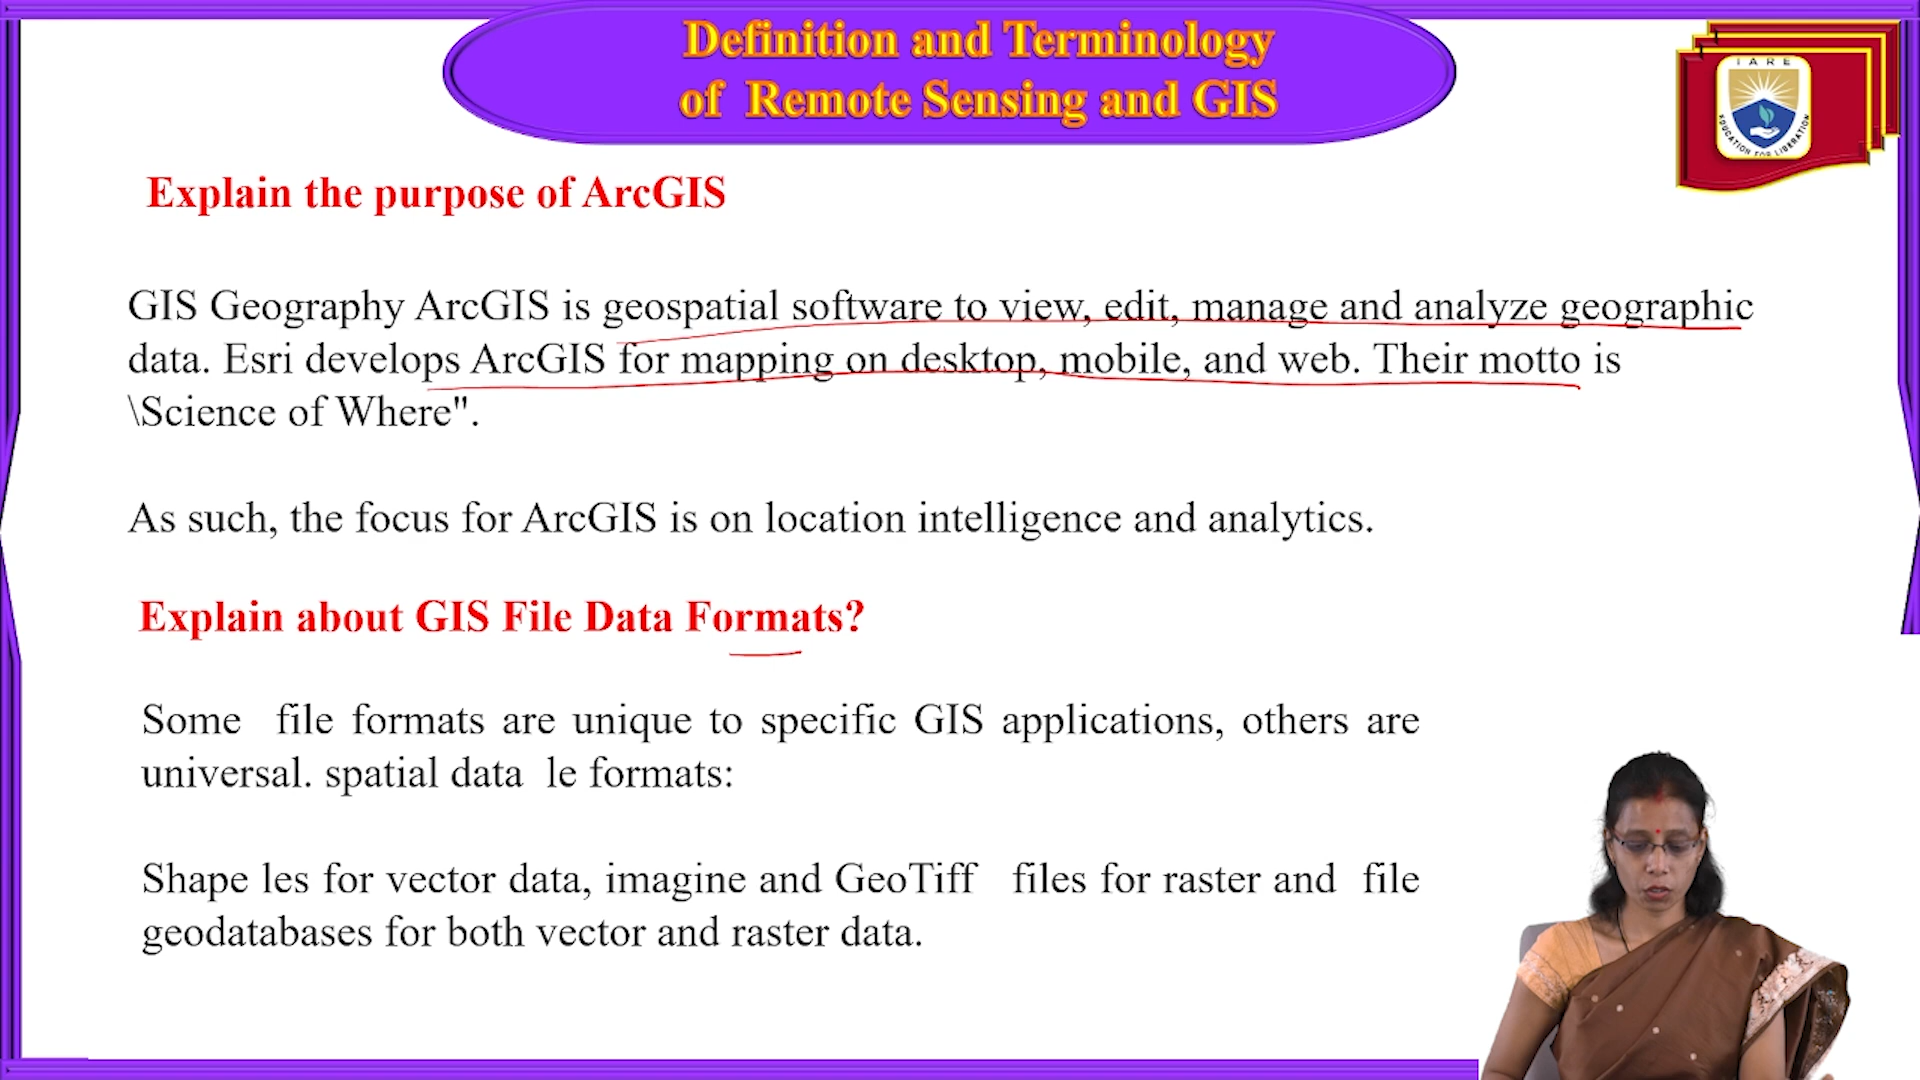 Definition and Terminology
of Remote Sensing and GIS
IARE
EDUCATION FOR LIBERATION
Explain the purpose of ArcGIS
GIS Geography ArcGIS is geospatial software to view, edit, manage and analyze geographic
data. Esri develops ArcGIS for mapping on desktop, mobile, and web. Their motto is
\Science of Where".
As such, the focus for ArcGIS is on location intelligence and analytics.
Explain about GIS File Data Formats?
Some file formats are unique to specific GIS applications, others are
universal. spatial data le formats:
Shape les for vector data, imagine and GeoTiff files for raster and file
geodatabases for both vector and raster data.